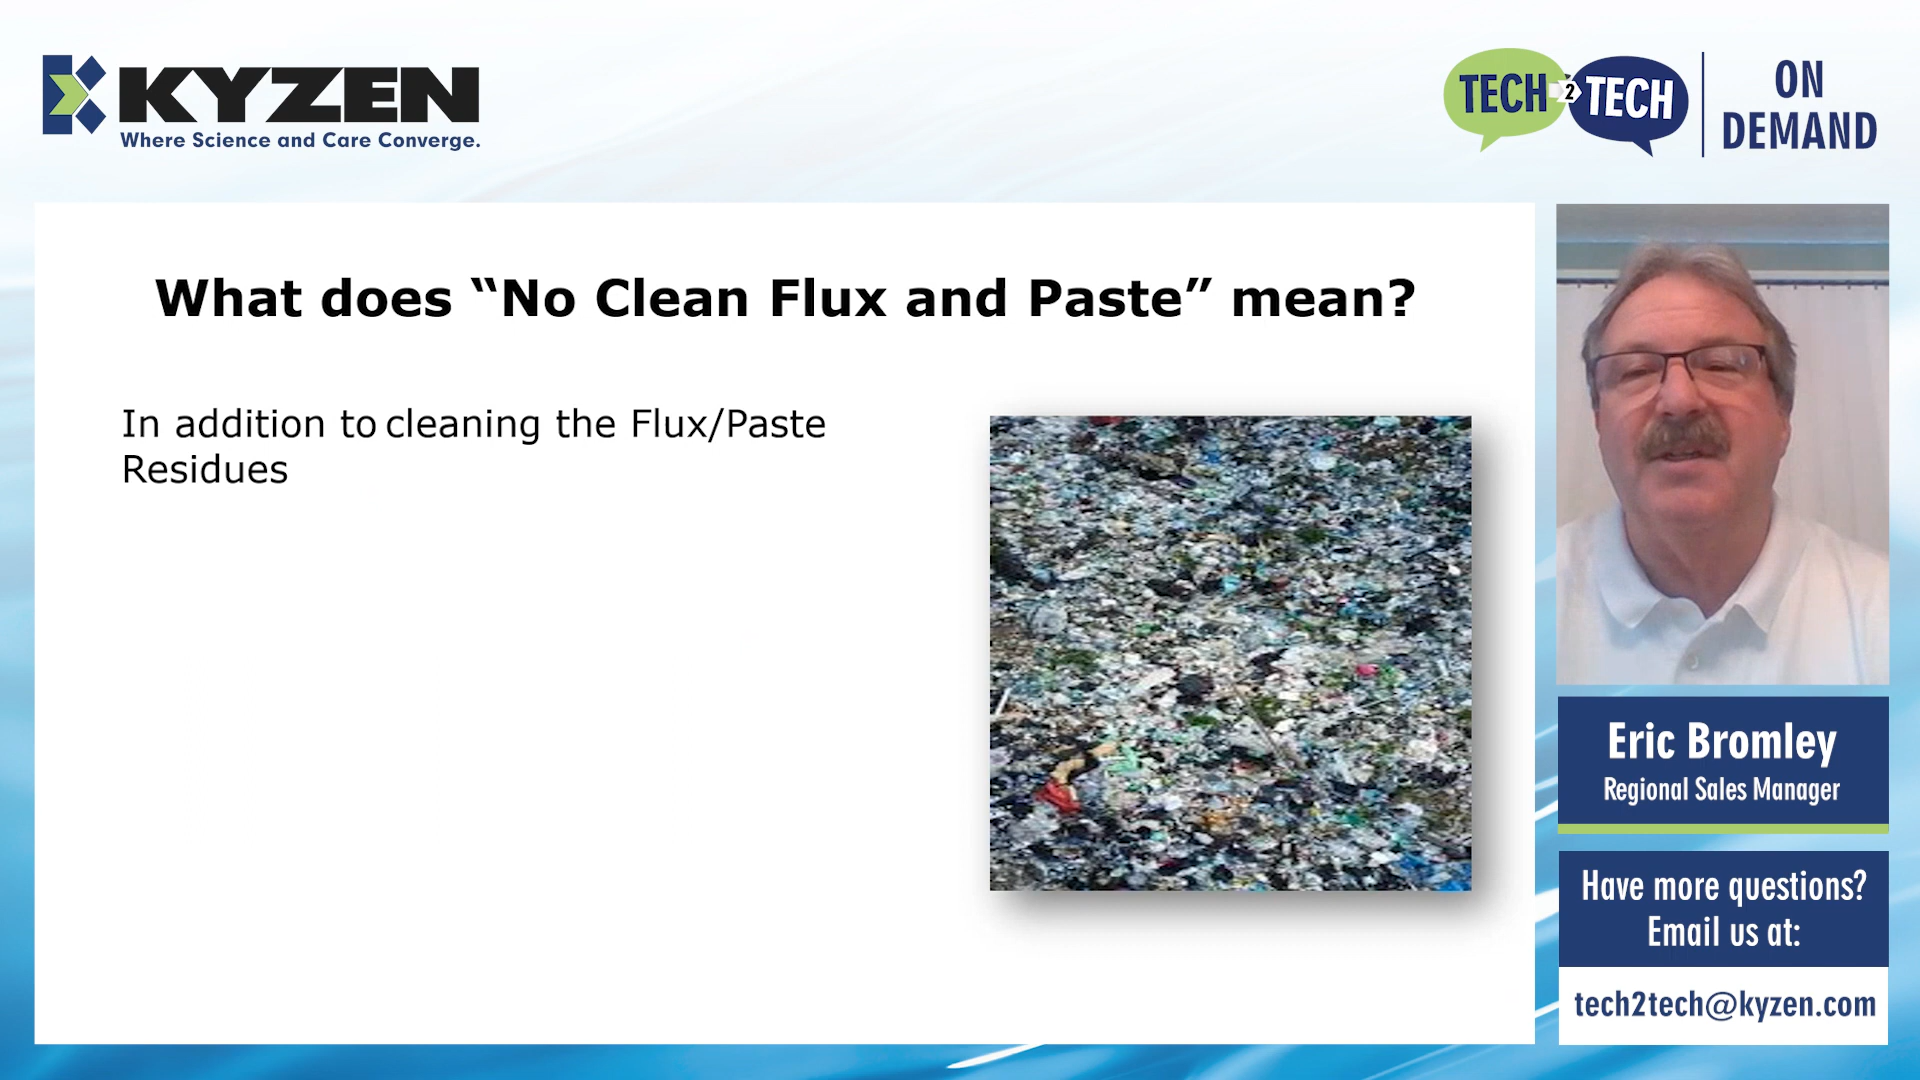 KYZEN
Where Science and Care Converge.
TECH 2 TECH
ON
DEMAND
What does “No Clean Flux and Paste” mean?
In addition to cleaning the Flux/Paste
Residues
Eric Bromley
Regional Sales Manager
Have more questions?
Email us at:
tech2tech@kyzen.com